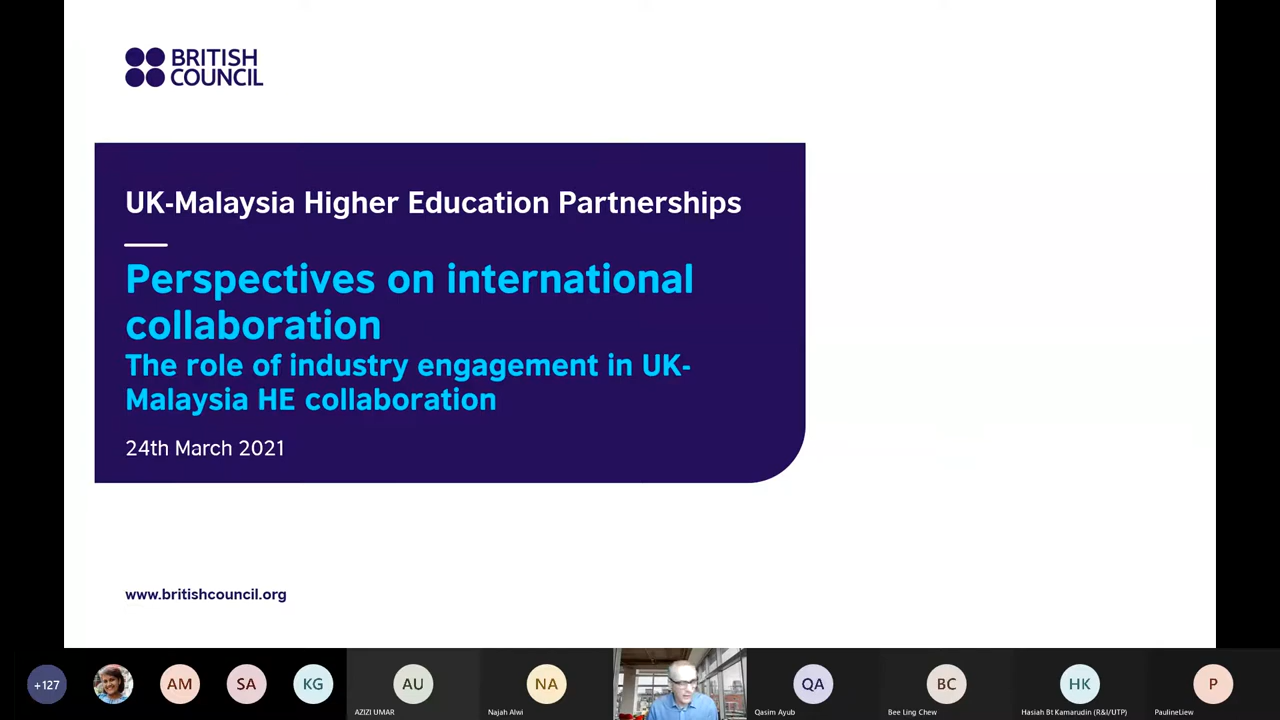 BRITISH
COUNCIL
UK-Malaysia Higher Education Partnerships
Perspectives on international
collaboration
The role of industry engagement in UK-
Malaysia HE collaboration
24th March 2021
www.britishcouncil.org
+127
AM
SA
KG
AU
AZIZI UMAR
NA
Najah Alwi
QA
Qasim Ayub
BC
Bee Ling Chew
HK
Hasiah Bt Kamarudin (R&I/UTP)
P
PaulineLiew